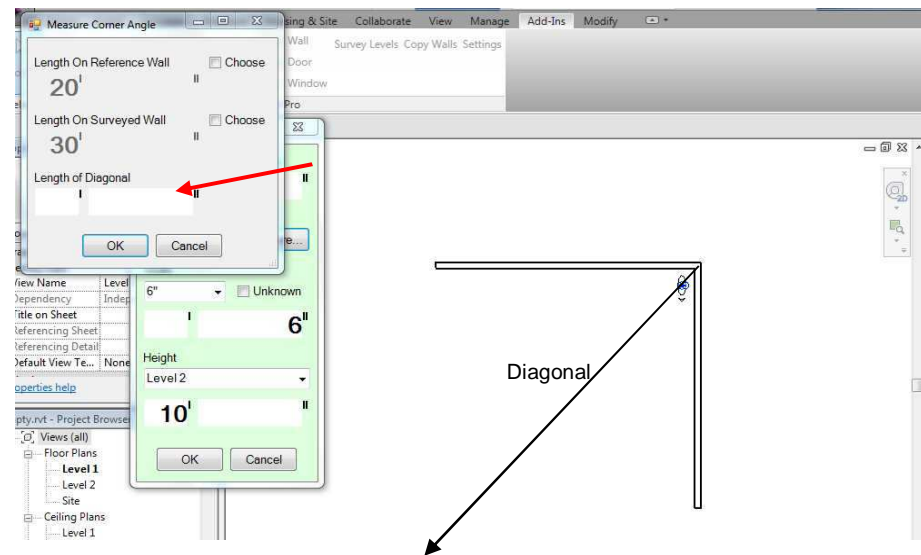 Measure Corner Angle
sing & Site Collaborate View Manage Add-Ins Modify
Length On Reference Wall Choose
20' "
Length On Surveyed Wall Choose
30' "
Length of Diagonal
' "
OK Cancel
Wall
Door
Window
Survey Levels Copy Walls Settings
Pro
"
e...
6" Unknown
' 6"
Height
Level 2
10' "
OK Cancel
View Name Level
Dependency Indep
Title on Sheet
Referencing Sheet
Referencing Detail
Default View Te... None
operties help
pty.rvt - Project Browse
Views (all)
Floor Plans
Level 1
Level 2
Site
Ceiling Plans
Level 1
Diagonal
2D